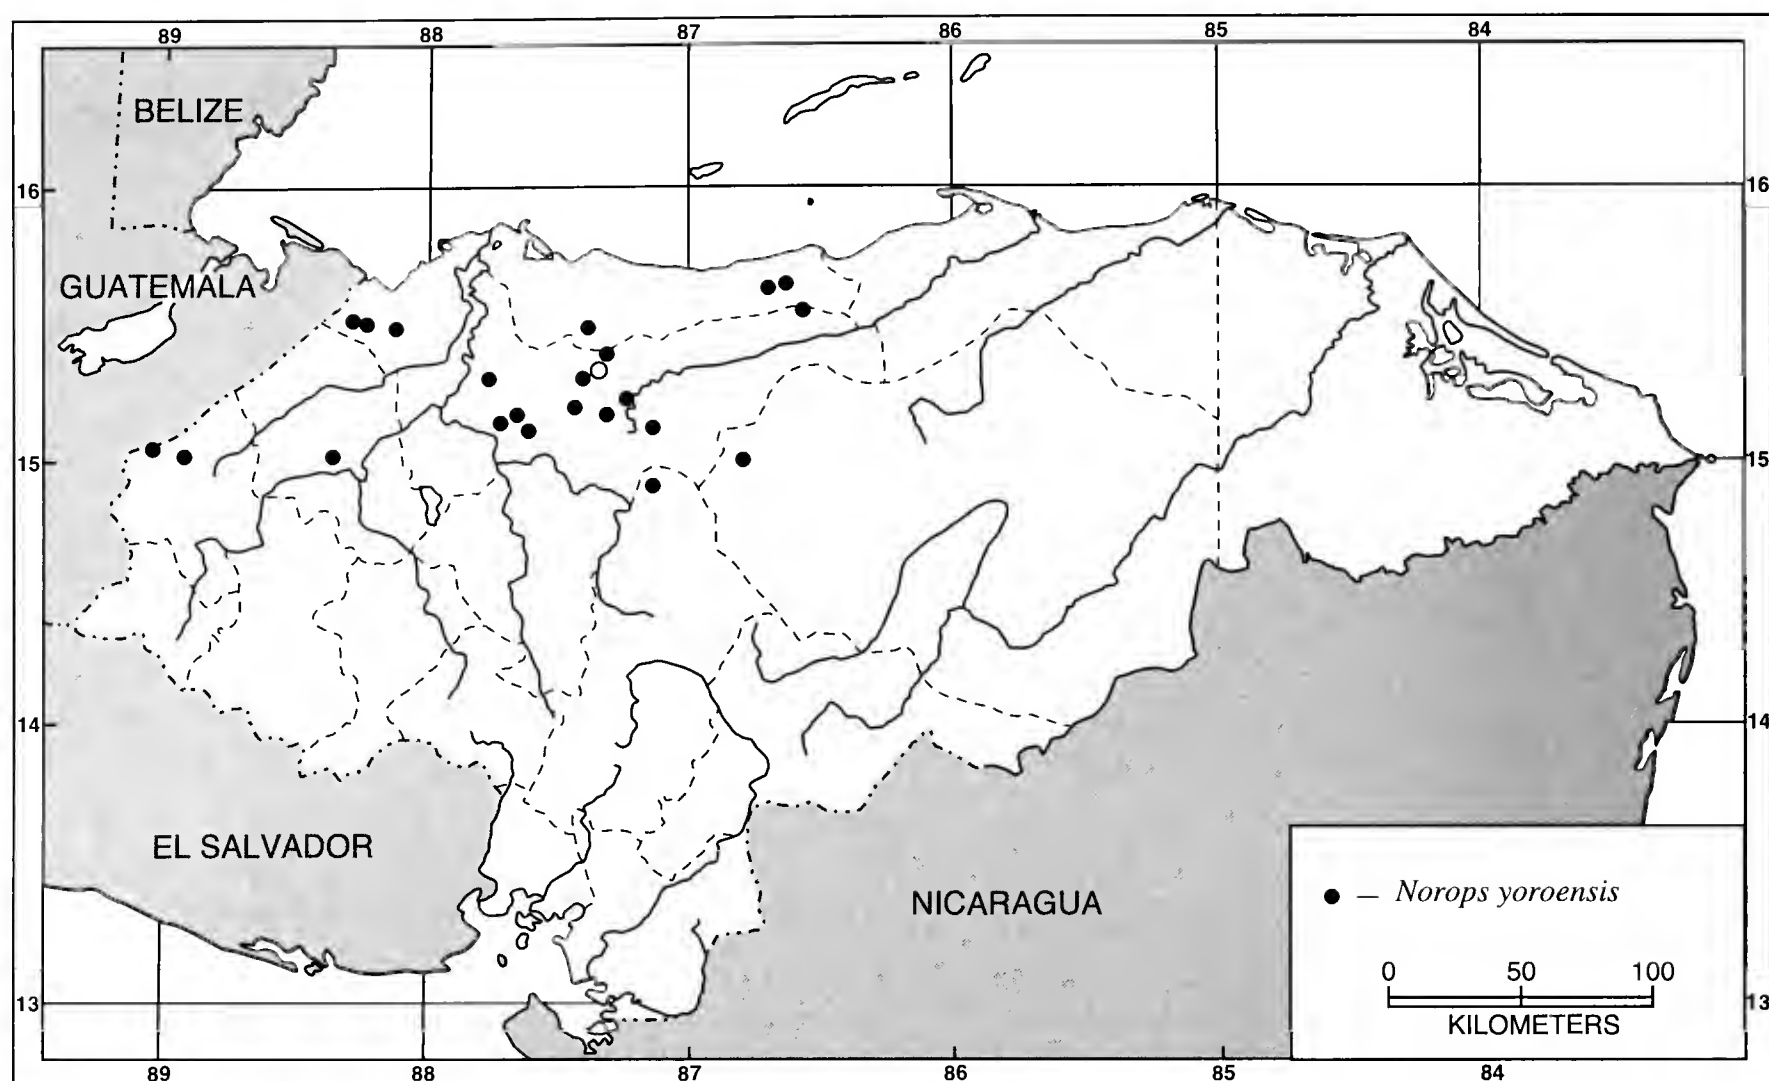 89 88 87 86 85 84
BELIZE
16 16
GUATEMALA
15 15
14 14
EL SALVADOR
NICARAGUA
● — Norops yoroensis
0 50 100
KILOMETERS
13 13
89 88 87 86 85 84